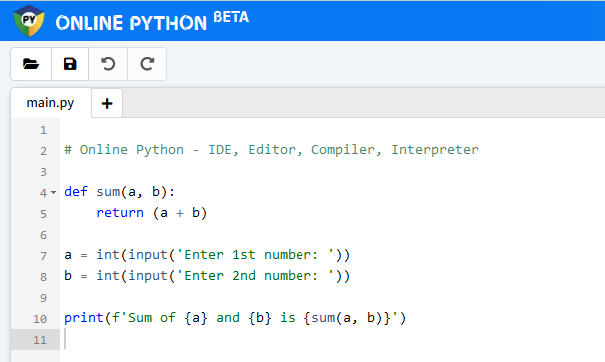 PY ONLINE PYTHON BETA
main.py +
1
2 # Online Python - IDE, Editor, Compiler, Interpreter
3
4 def sum(a, b):
5     return (a + b)
6
7 a = int(input('Enter 1st number: '))
8 b = int(input('Enter 2nd number: '))
9
10 print(f'Sum of {a} and {b} is {sum(a, b)}')
11